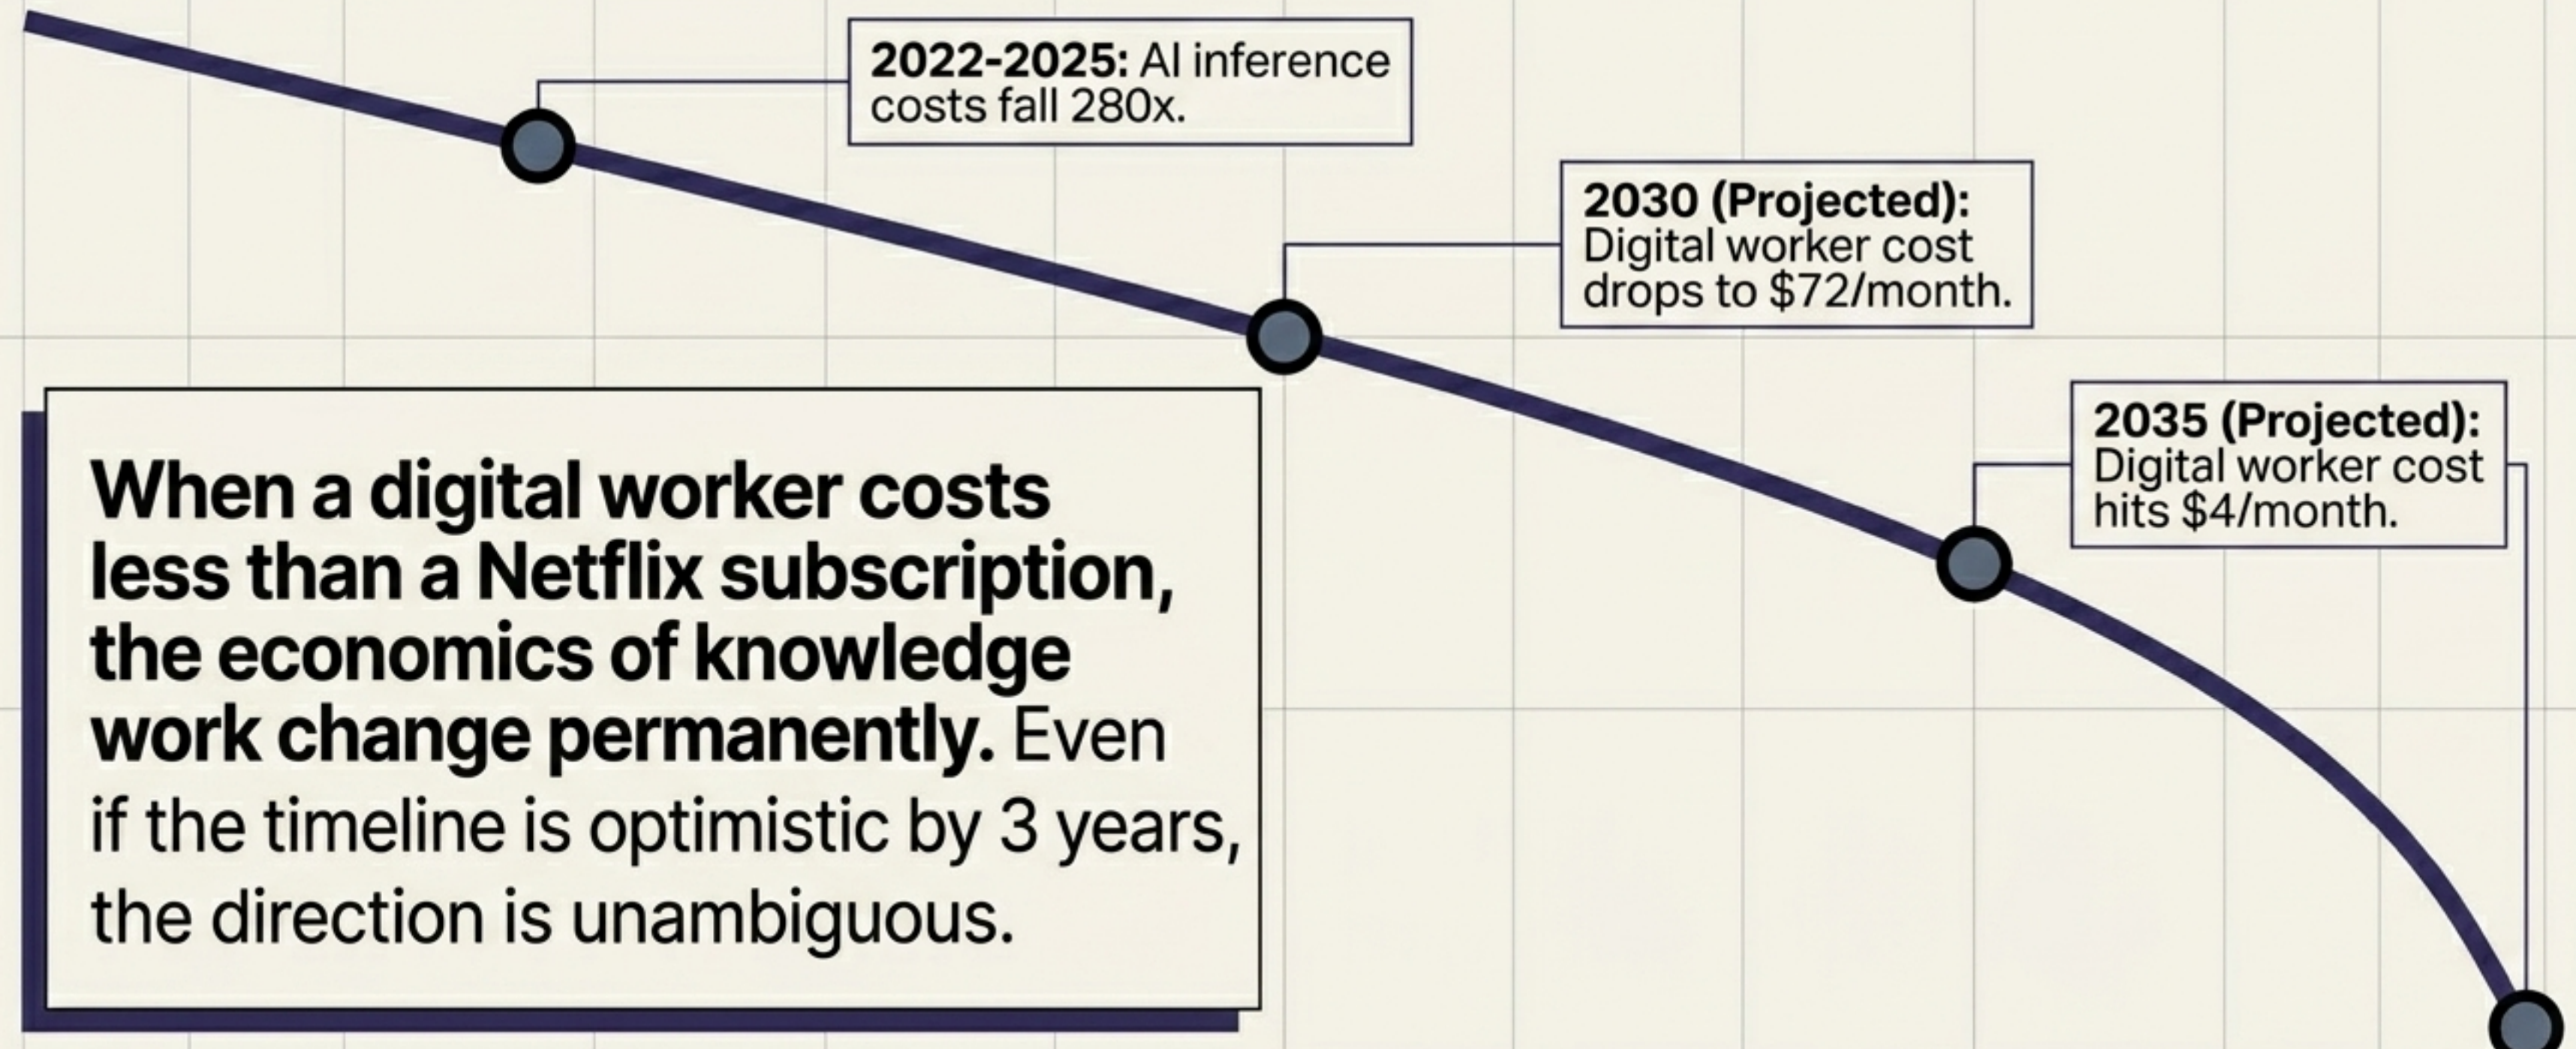 2022-2025: AI inference
costs fall 280x.
2030 (Projected):
Digital worker cost
drops to $72/month.
2035 (Projected):
Digital worker cost
hits $4/month.
When a digital worker costs
less than a Netflix subscription,
the economics of knowledge
work change permanently. Even
if the timeline is optimistic by 3 years,
the direction is unambiguous.